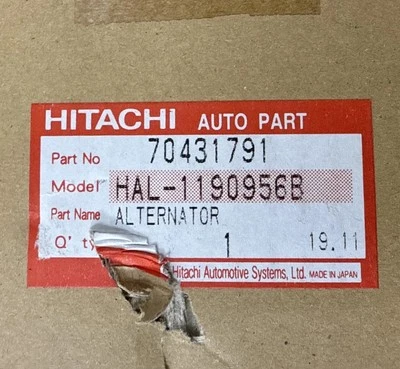 HITACHI AUTO PART
Part No 70431791
Model HAL-1190956B
Part Name ALTERNATOR
Q'ty 1 19.11
Hitachi Automotive Systems, Ltd. MADE IN JAPAN